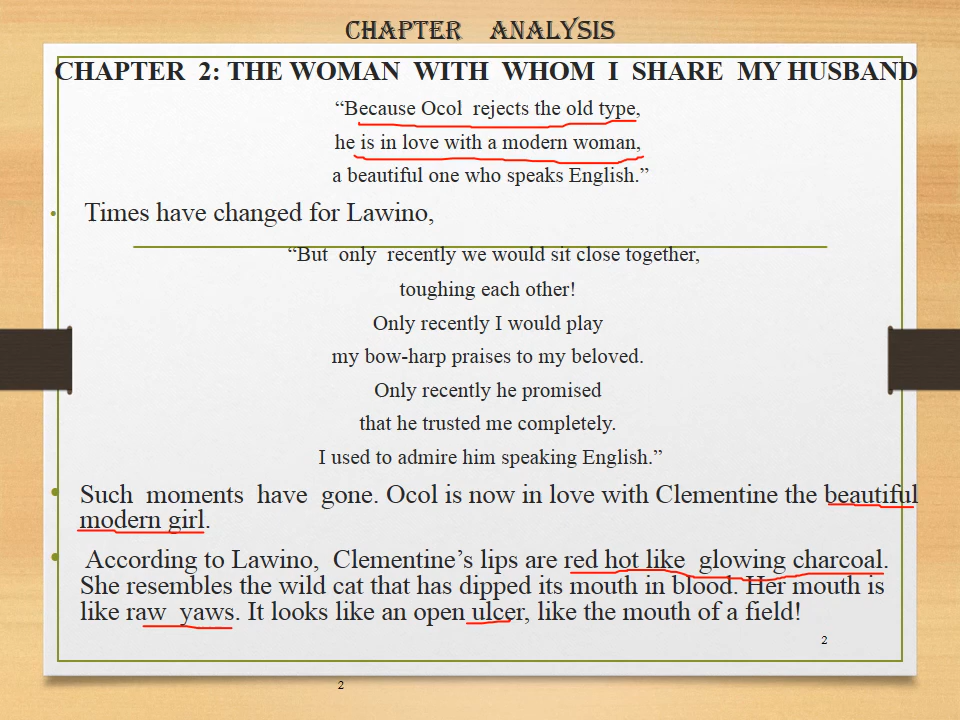 CHAPTER ANALYSIS
CHAPTER 2: THE WOMAN WITH WHOM I SHARE MY HUSBAND
“Because Ocol rejects the old type,
he is in love with a modern woman,
a beautiful one who speaks English.”
• Times have changed for Lawino,
“But only recently we would sit close together,
toughing each other!
Only recently I would play
my bow-harp praises to my beloved.
Only recently he promised
that he trusted me completely.
I used to admire him speaking English.”
• Such moments have gone. Ocol is now in love with Clementine the beautiful
modern girl.
• According to Lawino, Clementine’s lips are red hot like glowing charcoal.
She resembles the wild cat that has dipped its mouth in blood. Her mouth is
like raw yaws. It looks like an open ulcer, like the mouth of a field!
2
2